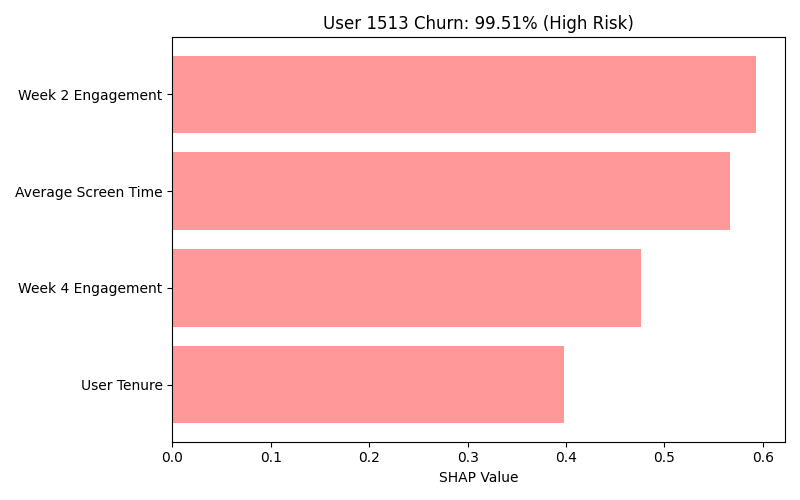 User 1513 Churn: 99.51% (High Risk)
Week 2 Engagement
Average Screen Time
Week 4 Engagement
User Tenure
0.0 0.1 0.2 0.3 0.4 0.5 0.6
SHAP Value